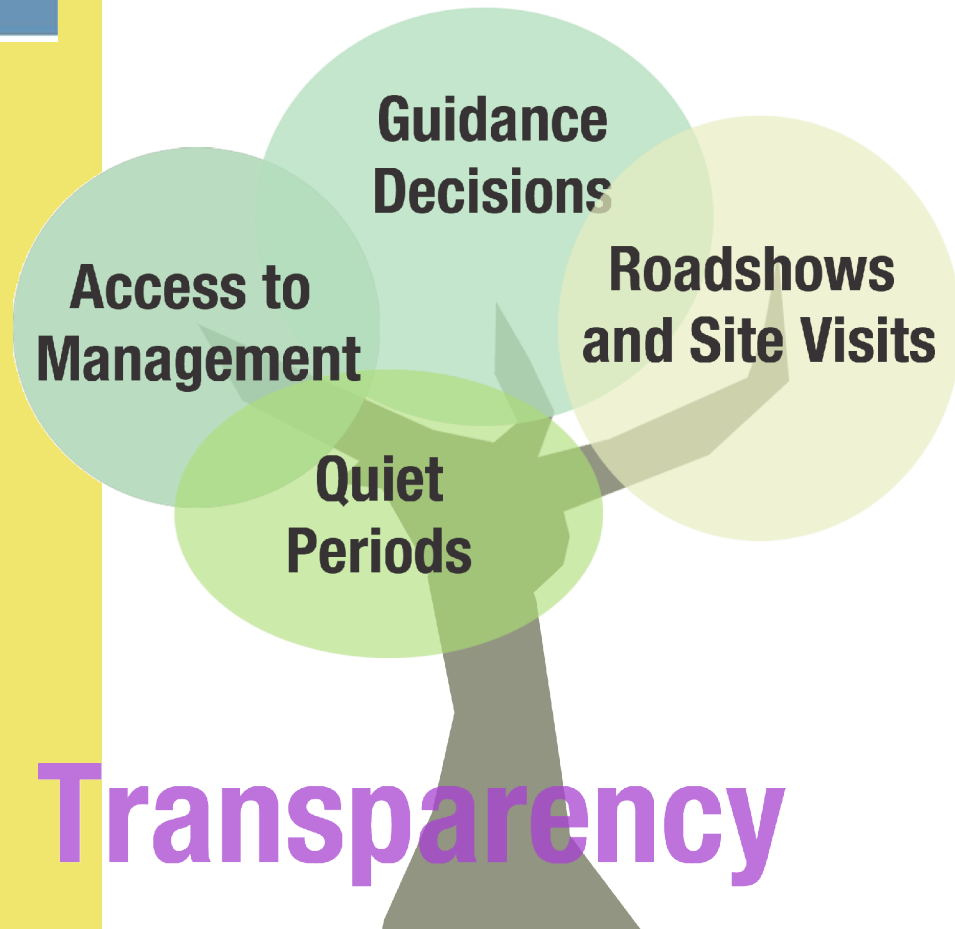 Guidance
Decisions
Access to
Management
Roadshows
and Site Visits
Quiet
Periods
Transparency